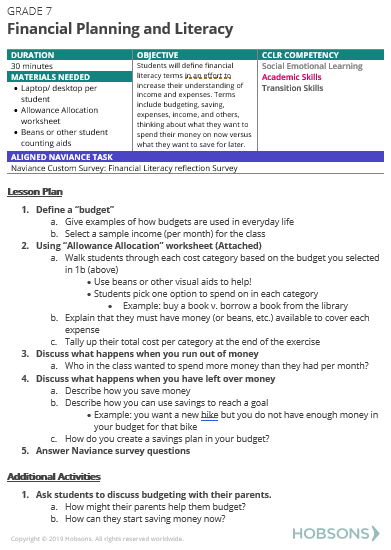 GRADE 7
Financial Planning and Literacy
DURATION
30 minutes
MATERIALS NEEDED
• Laptop/ desktop per
student
• Allowance Allocation
worksheet
• Beans or other student
counting aids
OBJECTIVE
Students will define financial
literacy terms in an effort to
increase their understanding of
income and expenses. Terms
include budgeting, saving,
expenses, income, and others,
thinking about what they want to
spend their money on now versus
what they want to save for later.
CCLR COMPETENCY
Social Emotional Learning
Academic Skills
Transition Skills
ALIGNED NAVIANCE TASK
Naviance Custom Survey: Financial Literacy reflection Survey
Lesson Plan
1. Define a “budget”
a. Give examples of how budgets are used in everyday life
b. Select a sample income (per month) for the class
2. Using “Allowance Allocation” worksheet (Attached)
a. Walk students through each cost category based on the budget you selected
in 1b (above)
• Use beans or other visual aids to help!
• Students pick one option to spend on in each category
• Example: buy a book v. borrow a book from the library
b. Explain that they must have money (or beans, etc.) available to cover each
expense
c. Tally up their total cost per category at the end of the exercise
3. Discuss what happens when you run out of money
a. Who in the class wanted to spend more money than they had per month?
4. Discuss what happens when you have left over money
a. Describe how you save money
b. Describe how you can use savings to reach a goal
• Example: you want a new bike but you do not have enough money in
your budget for that bike
c. How do you create a savings plan in your budget?
5. Answer Naviance survey questions
Additional Activities
1. Ask students to discuss budgeting with their parents.
a. How might their parents help them budget?
b. How can they start saving money now?
Copyright © 2019 Hobsons. All rights reserved worldwide.
HOBSONS